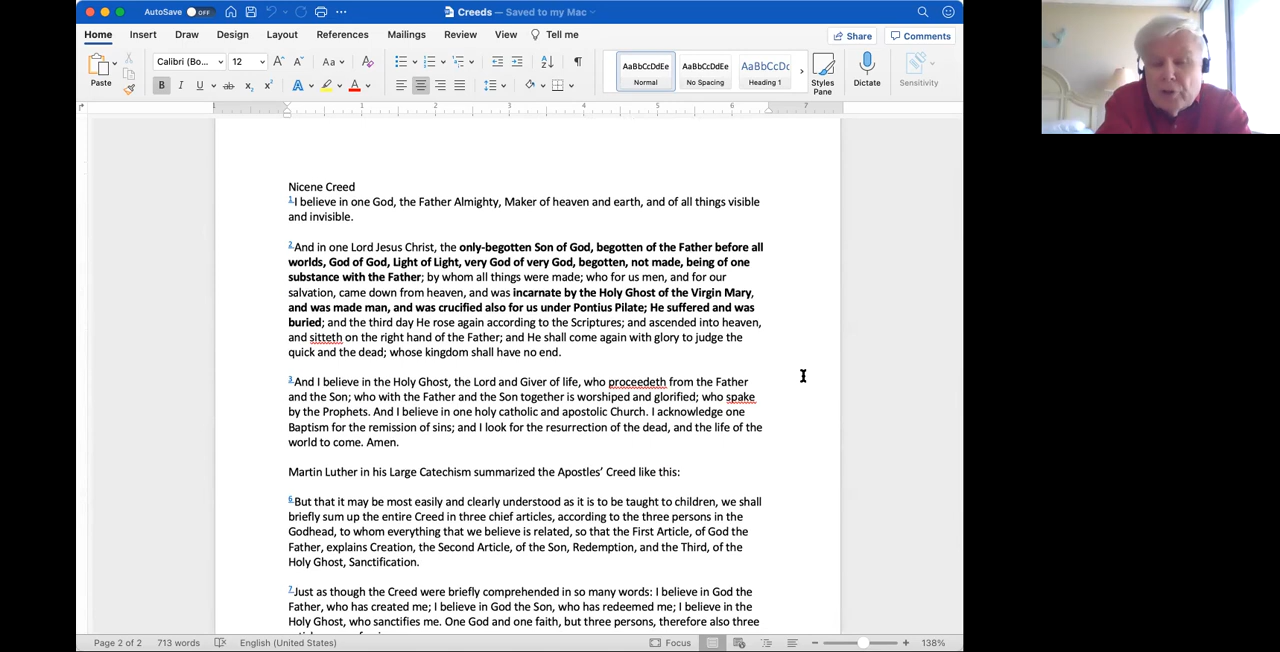 AutoSave OFF
Creeds — Saved to my Mac
Home Insert Draw Design Layout References Mailings Review View Tell me Share Comments
Paste Calibri (Bo... 12 Aa AaBbCcDdEe AaBbCcDdEe AaBbCcDc
Normal No Spacing Heading 1 Styles Pane Dictate Sensitivity
B I U ab x₂ x² A A
1 1 2 3 4 5 6 7
Nicene Creed
1I believe in one God, the Father Almighty, Maker of heaven and earth, and of all things visible
and invisible.
2And in one Lord Jesus Christ, the only-begotten Son of God, begotten of the Father before all
worlds, God of God, Light of Light, very God of very God, begotten, not made, being of one
substance with the Father; by whom all things were made; who for us men, and for our
salvation, came down from heaven, and was incarnate by the Holy Ghost of the Virgin Mary,
and was made man, and was crucified also for us under Pontius Pilate; He suffered and was
buried; and the third day He rose again according to the Scriptures; and ascended into heaven,
and sitteth on the right hand of the Father; and He shall come again with glory to judge the
quick and the dead; whose kingdom shall have no end.
3And I believe in the Holy Ghost, the Lord and Giver of life, who proceedeth from the Father
and the Son; who with the Father and the Son together is worshiped and glorified; who spake
by the Prophets. And I believe in one holy catholic and apostolic Church. I acknowledge one
Baptism for the remission of sins; and I look for the resurrection of the dead, and the life of the
world to come. Amen.
Martin Luther in his Large Catechism summarized the Apostles’ Creed like this:
6But that it may be most easily and clearly understood as it is to be taught to children, we shall
briefly sum up the entire Creed in three chief articles, according to the three persons in the
Godhead, to whom everything that we believe is related, so that the First Article, of God the
Father, explains Creation, the Second Article, of the Son, Redemption, and the Third, of the
Holy Ghost, Sanctification.
7Just as though the Creed were briefly comprehended in so many words: I believe in God the
Father, who has created me; I believe in God the Son, who has redeemed me; I believe in the
Holy Ghost, who sanctifies me. One God and one faith, but three persons, therefore also three
Page 2 of 2 713 words English (United States) Focus 138%